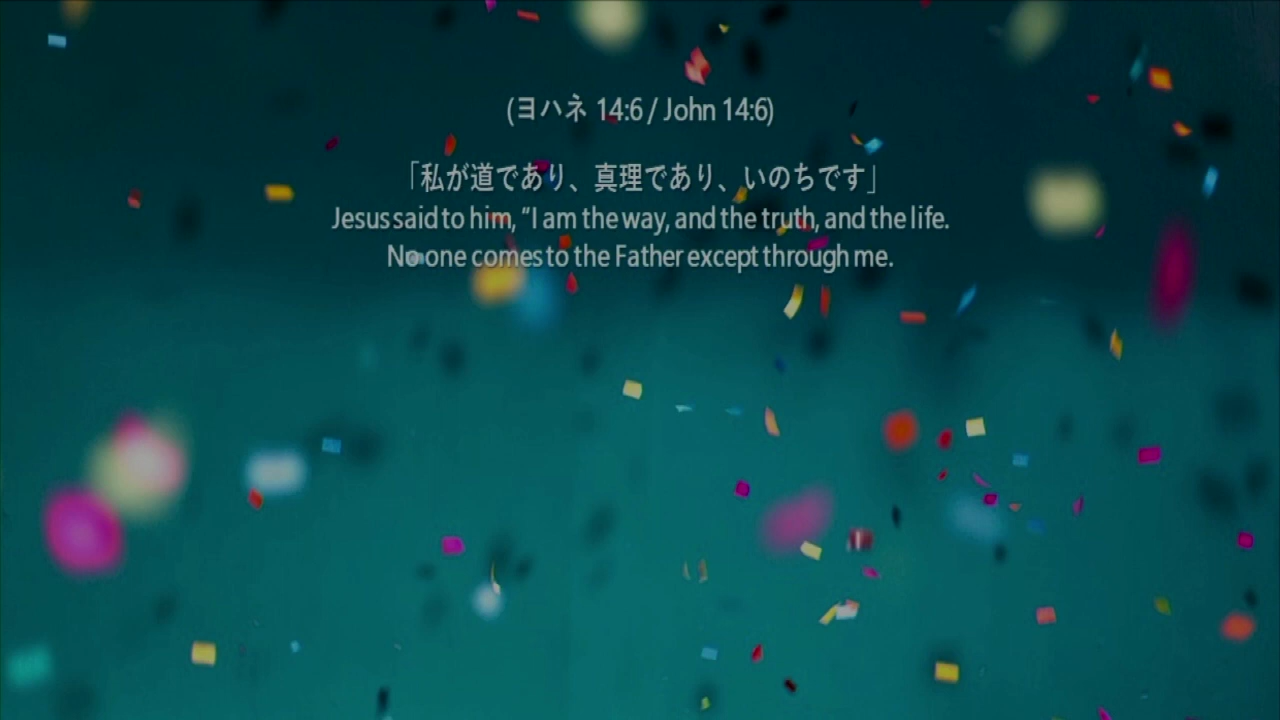 (ヨハネ 14:6 / John 14:6)
「私が道であり、真理であり、いのちです」
Jesus said to him, “I am the way, and the truth, and the life.
No one comes to the Father except through me.